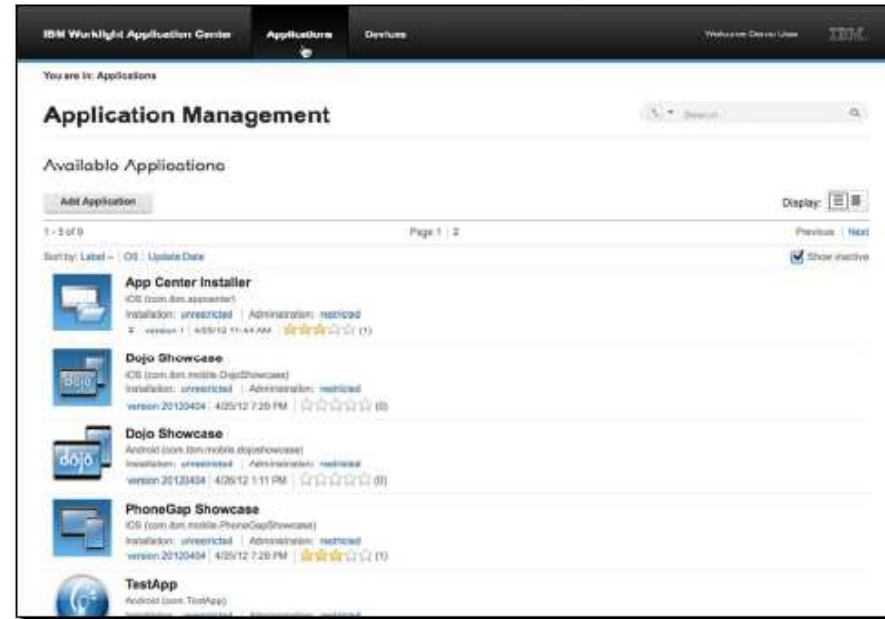 IBM Worklight Application Center Applications Devices Welcome Demo User IBM.
You are in: Applications
Application Management
Search
Available Applications
Add Application
Display:
1 - 5 of 9 Page 1 | 2 Previous | Next
Sort by: Label | OS | Update Date Show inactive
App Center Installer
iOS (com.ibm.appcenter)
Installation: unrestricted | Administration: restricted
version 1 | 4/25/12 11:44 AM (1)
Dojo Showcase
iOS (com.ibm.mobile.DojoShowcase)
Installation: unrestricted | Administration: restricted
dojo
version 20120404 | 4/25/12 7:20 PM (0)
Dojo Showcase
Android (com.ibm.mobile.dojoshowcase)
dojo
Installation: unrestricted | Administration: restricted
version 20120404 | 4/26/12 1:11 PM (0)
PhoneGap Showcase
iOS (com.ibm.mobile.PhoneGapShowcase)
Installation: unrestricted | Administration: restricted
version 20120404 | 4/25/12 7:20 PM (1)
TestApp
Android (com.TestApp)